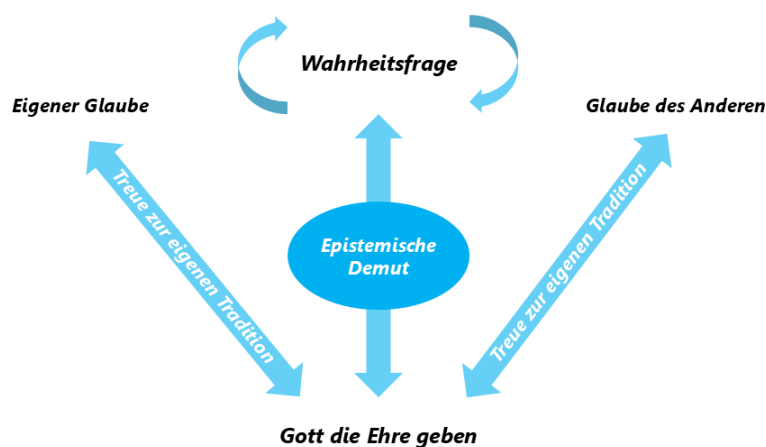 Wahrheitsfrage
Eigener Glaube
Glaube des Anderen
Treue zur eigenen Tradition
Epistemische
Demut
Treue zur eigenen Tradition
Gott die Ehre geben